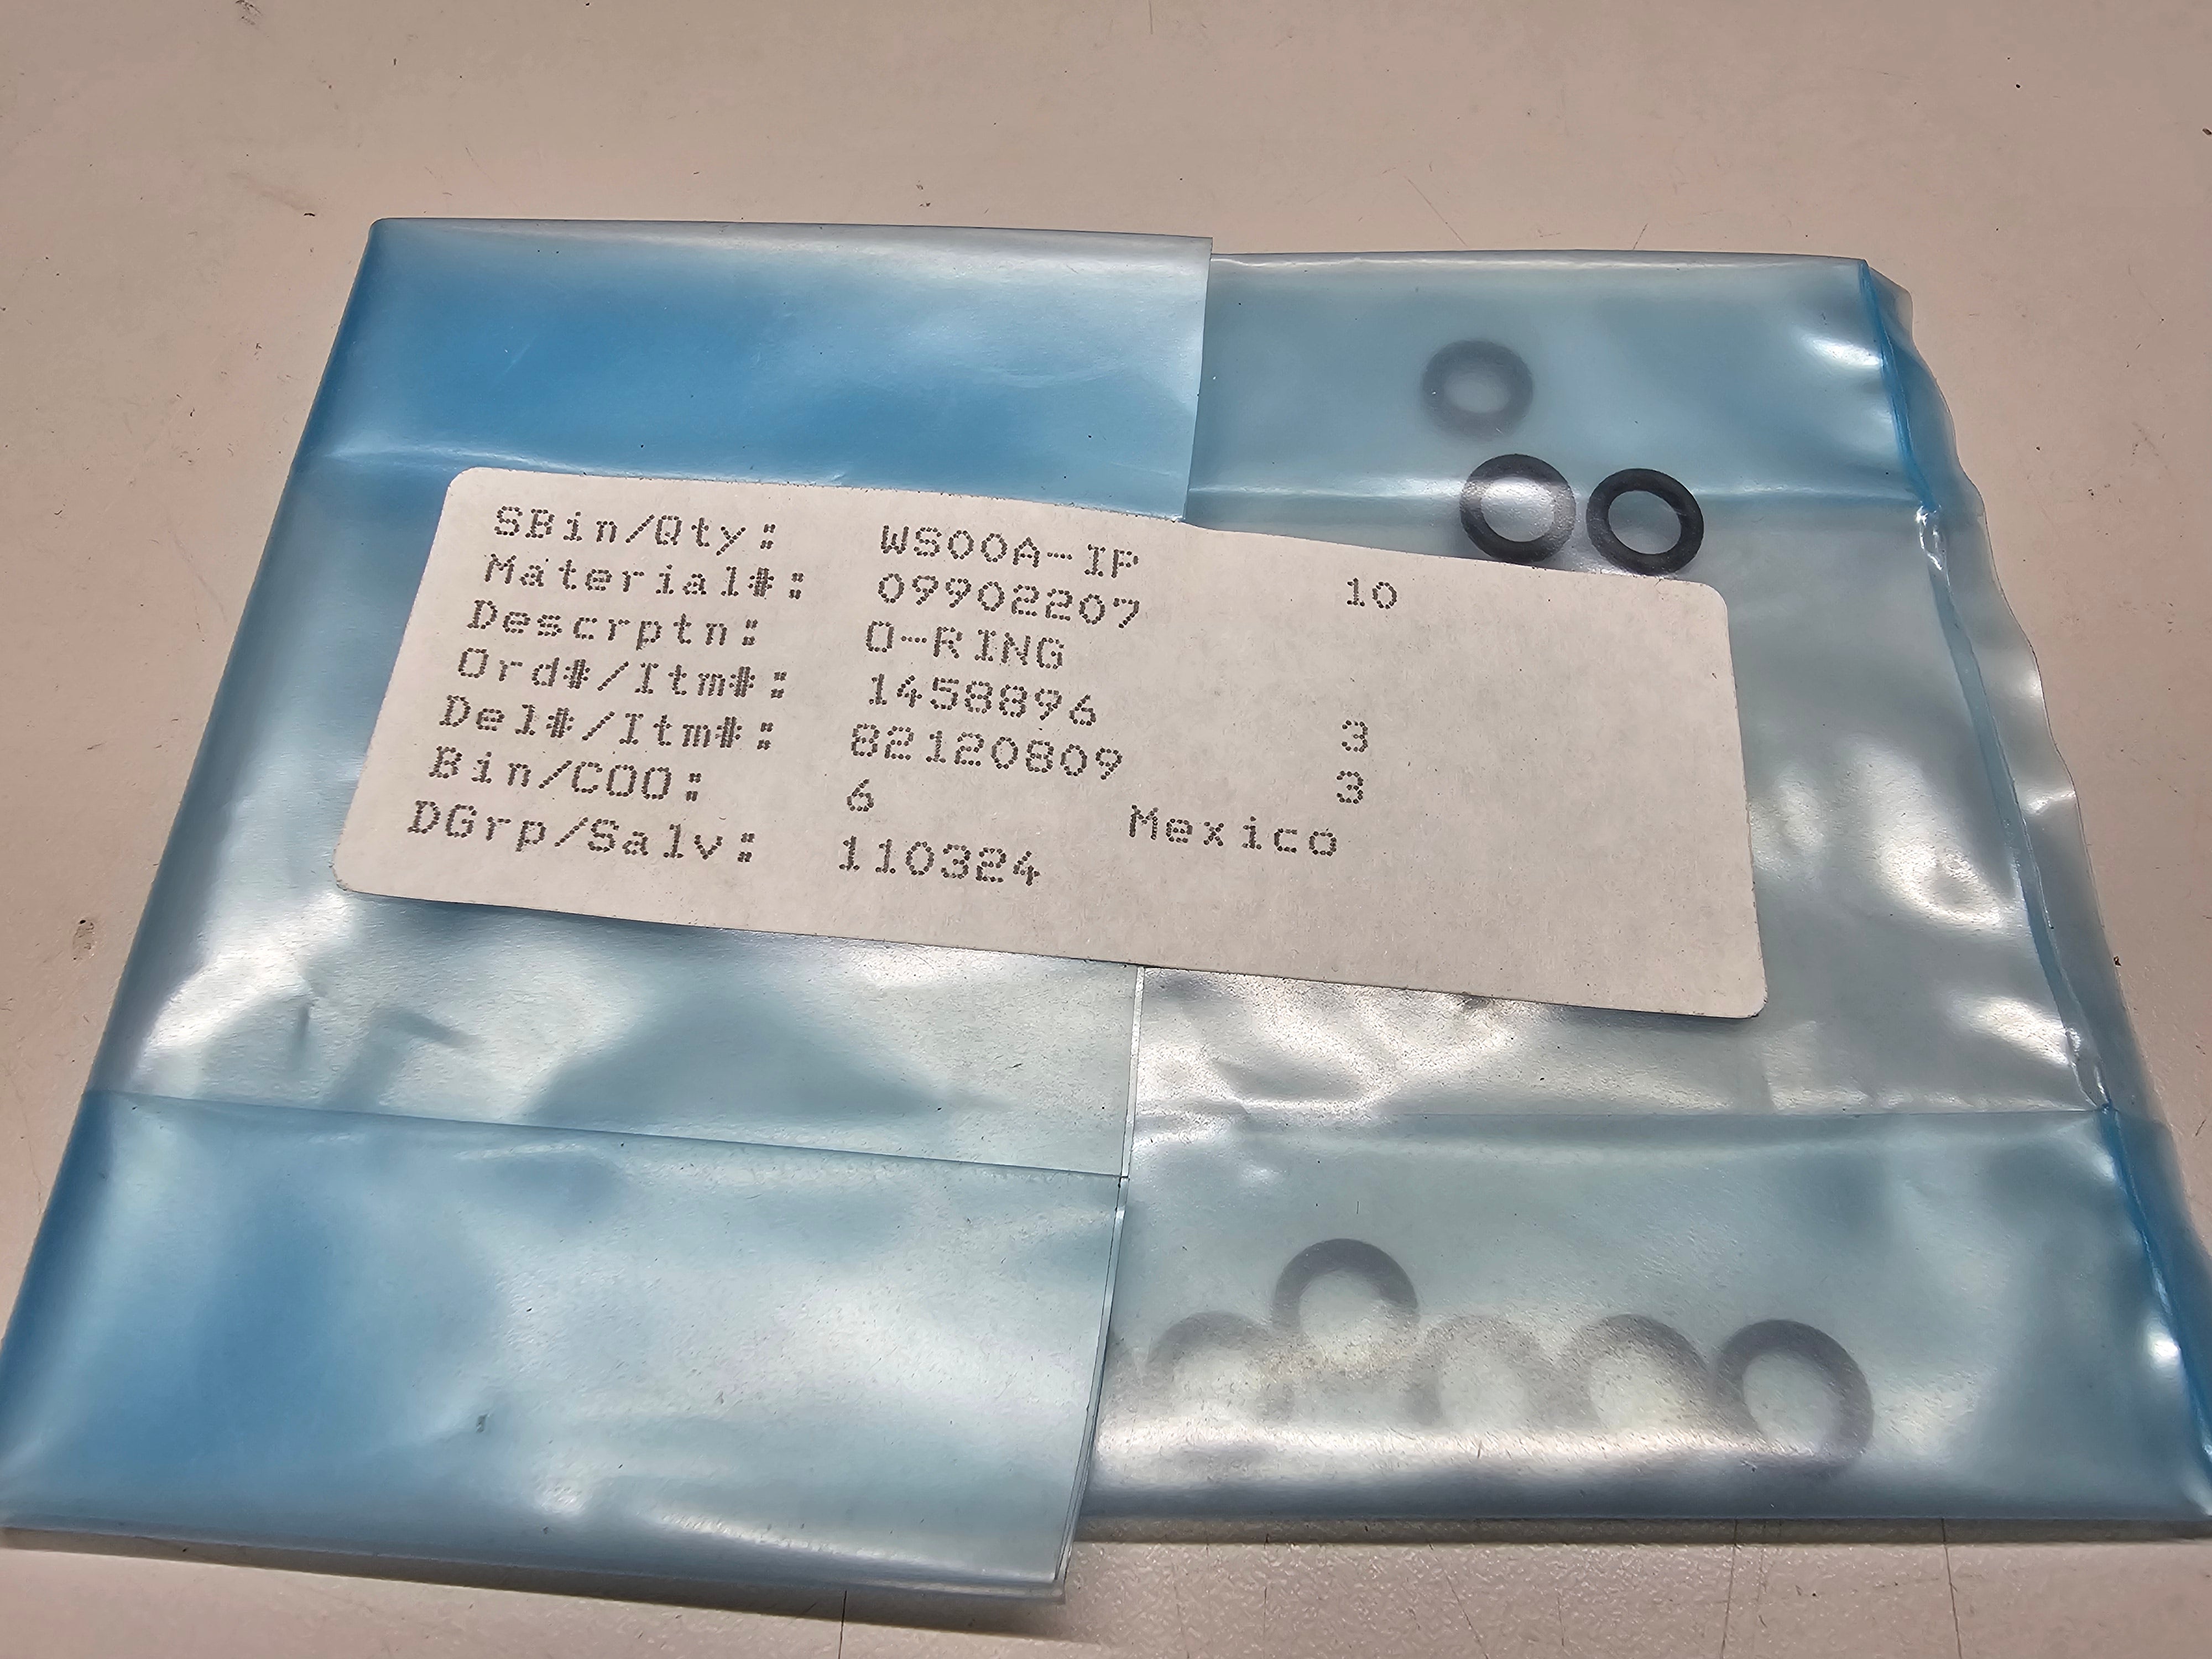 SBin/Qty: WS00A-IP 10
Material#: 09902207
Descrptn: O-RING
Ord#/Itm#: 1458896 3
Del#/Itm#: 82120809 3
Bin/COO: 6 Mexico
DGrp/Salv: 110324